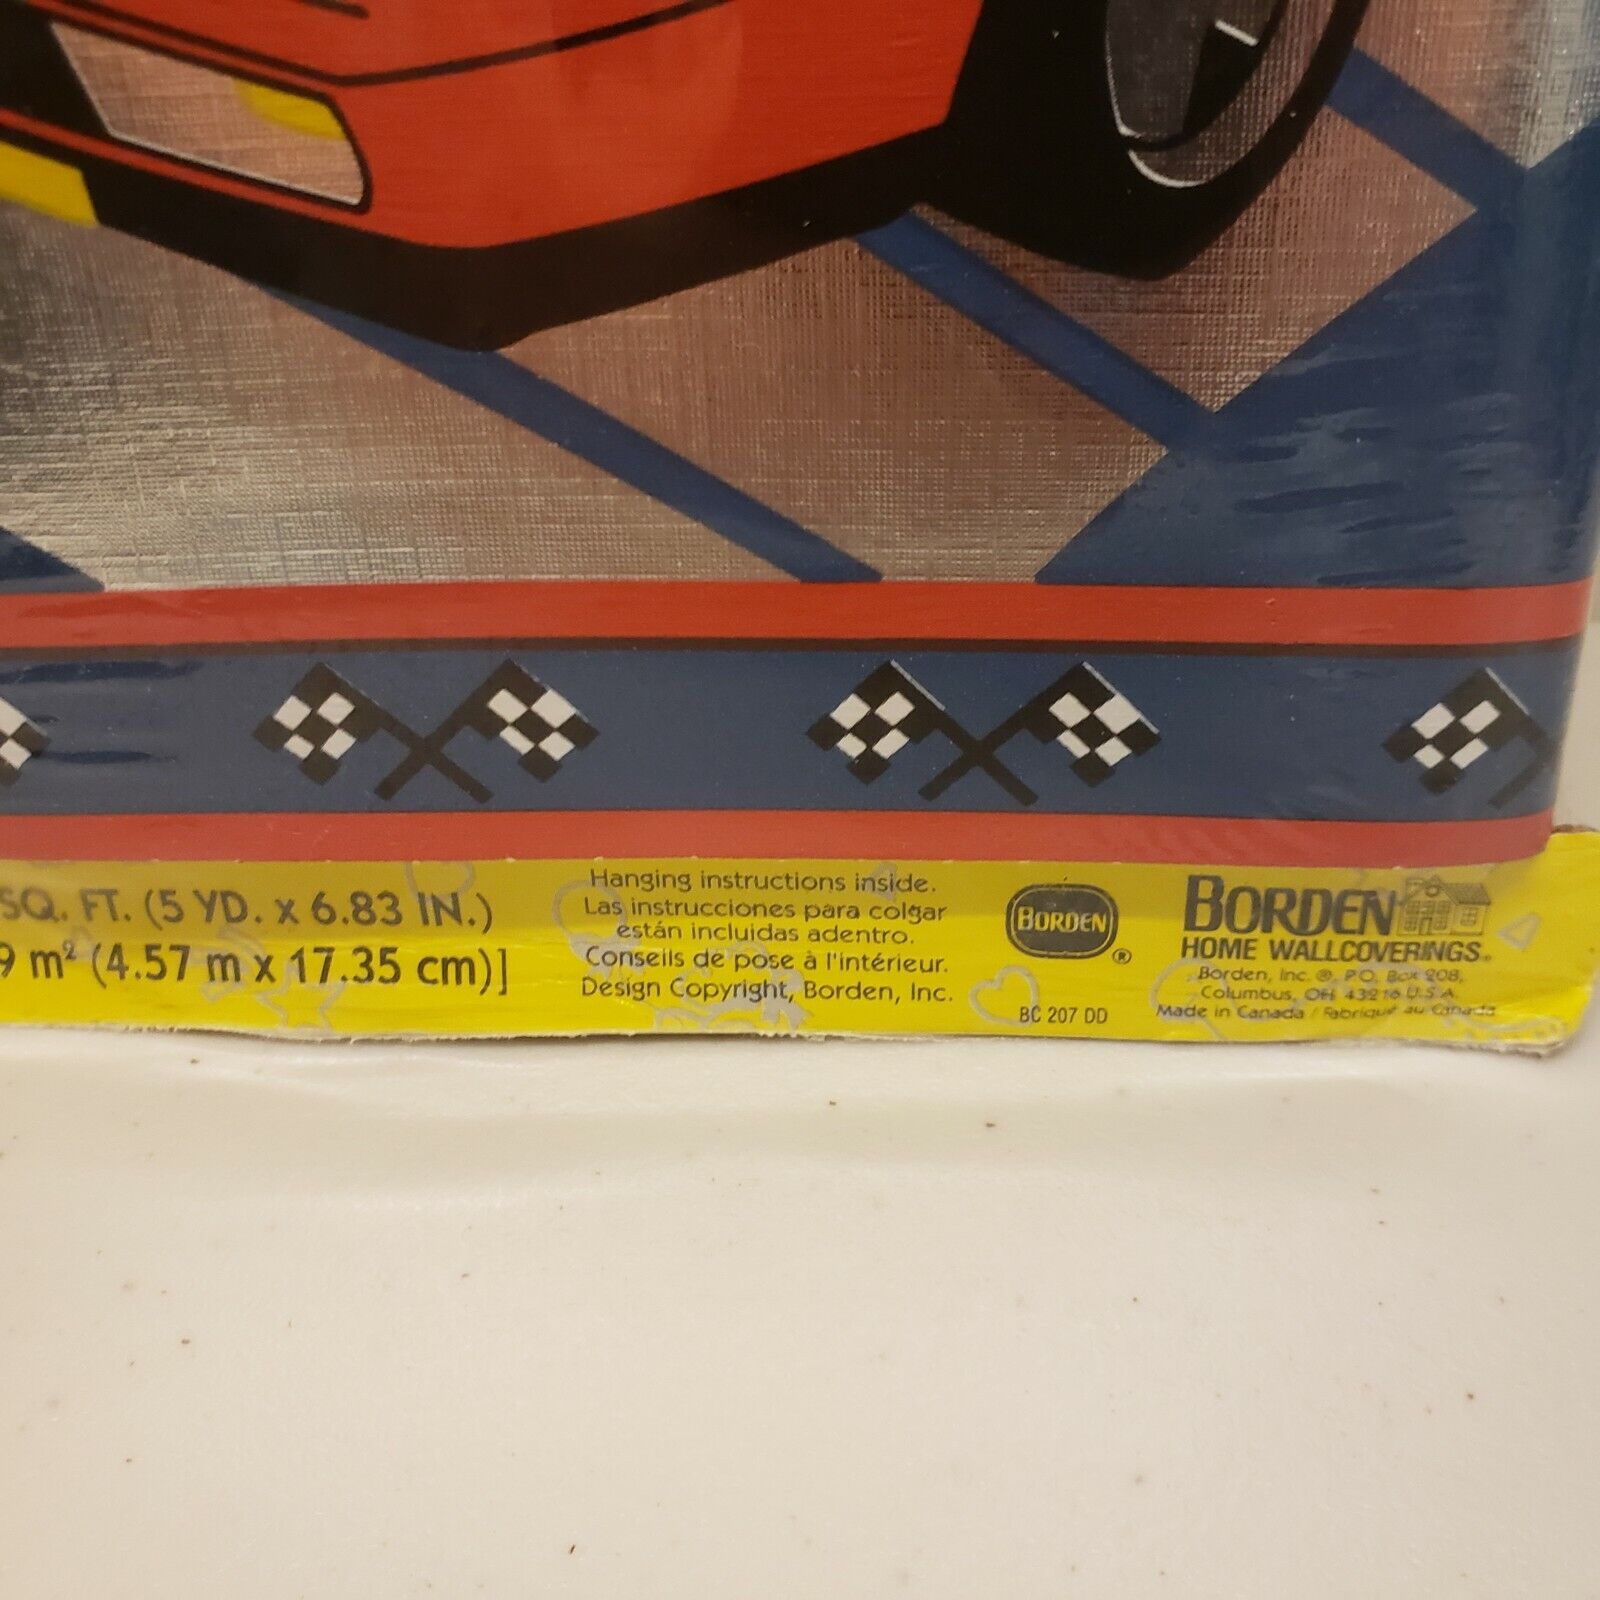 SQ. FT. (5 YD. x 6.83 IN.)
9 m² (4.57 m x 17.35 cm)]
Hanging instructions inside.
Las instrucciones para colgar
están incluidas adentro.
Conseils de pose à l'intérieur.
Design Copyright, Borden, Inc.
BORDEN
®
BC 207 DD
BORDEN
HOME WALLCOVERINGS®
Borden, Inc. ®, P.O. Box 208,
Columbus, OH 43216 U.S.A.
Made in Canada / Fabriqué au Canada